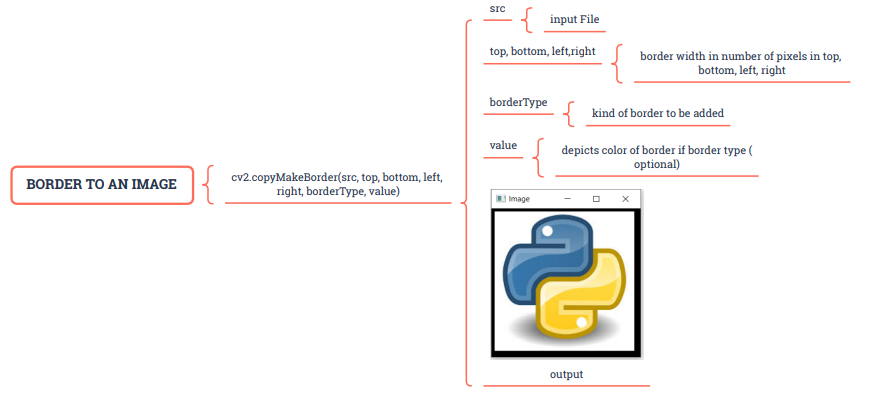 src
input File
top, bottom, left,right
border width in number of pixels in top,
bottom, left, right
borderType
kind of border to be added
value
depicts color of border if border type (
optional)
BORDER TO AN IMAGE
cv2.copyMakeBorder(src, top, bottom, left,
right, borderType, value)
Image
output